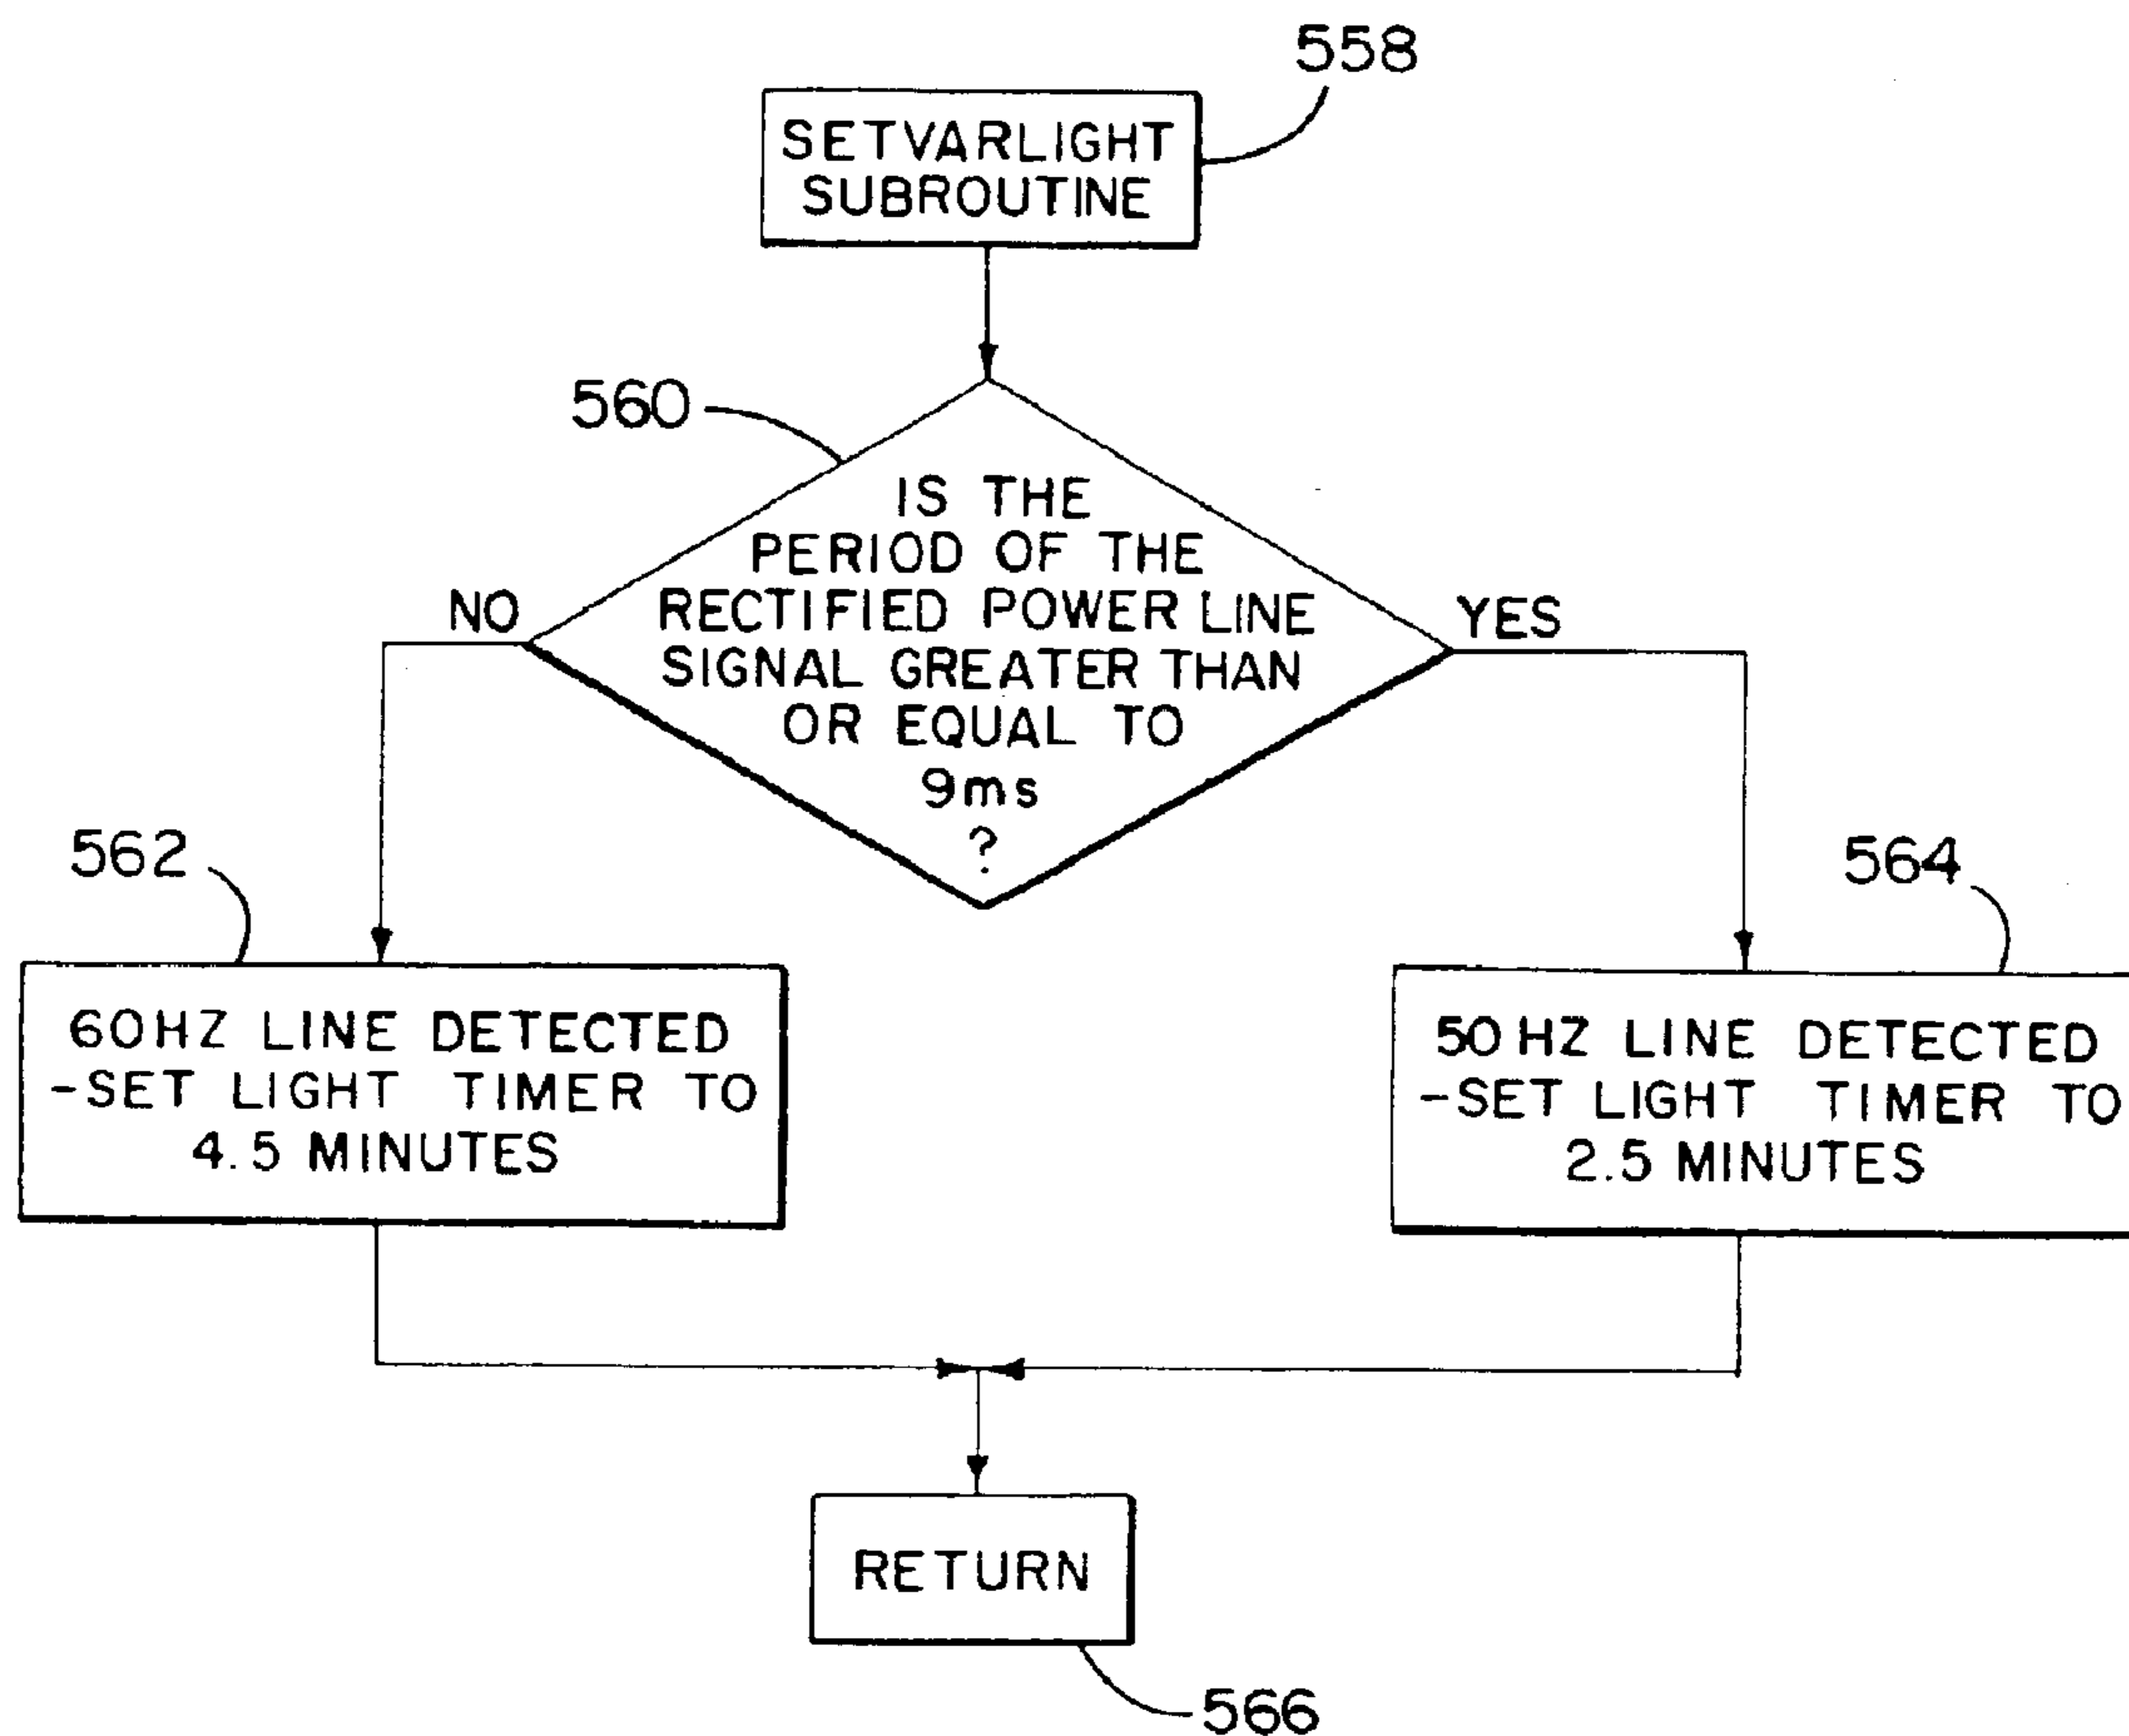 558
SETVARLIGHT
SUBROUTINE
560
IS THE
PERIOD OF THE
RECTIFIED POWER LINE
SIGNAL GREATER THAN
OR EQUAL TO
9ms
?
NO
YES
562
60HZ LINE DETECTED
-SET LIGHT TIMER TO
4.5 MINUTES
564
50HZ LINE DETECTED
-SET LIGHT TIMER TO
2.5 MINUTES
RETURN
566